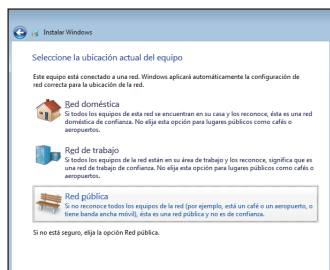 Instalar Windows
Seleccione la ubicación actual del equipo
Este equipo está conectado a una red. Windows aplicará automáticamente la configuración de
red correcta para la ubicación de la red.
Red doméstica
Si todos los equipos de esta red se encuentran en su casa y los reconoce, ésta es una red
doméstica de confianza. No elija esta opción para lugares públicos como cafés o
aeropuertos.
Red de trabajo
Si todos los equipos de la red están en su área de trabajo y los reconoce, significa que es
una red de trabajo de confianza. No elija esta opción para lugares públicos como cafés o
aeropuertos.
Red pública
Si no reconoce todos los equipos de la red (por ejemplo, está un café o un aeropuerto, o
tiene banda ancha móvil), ésta es una red pública y no es de confianza.
Si no está seguro, elija la opción Red pública.